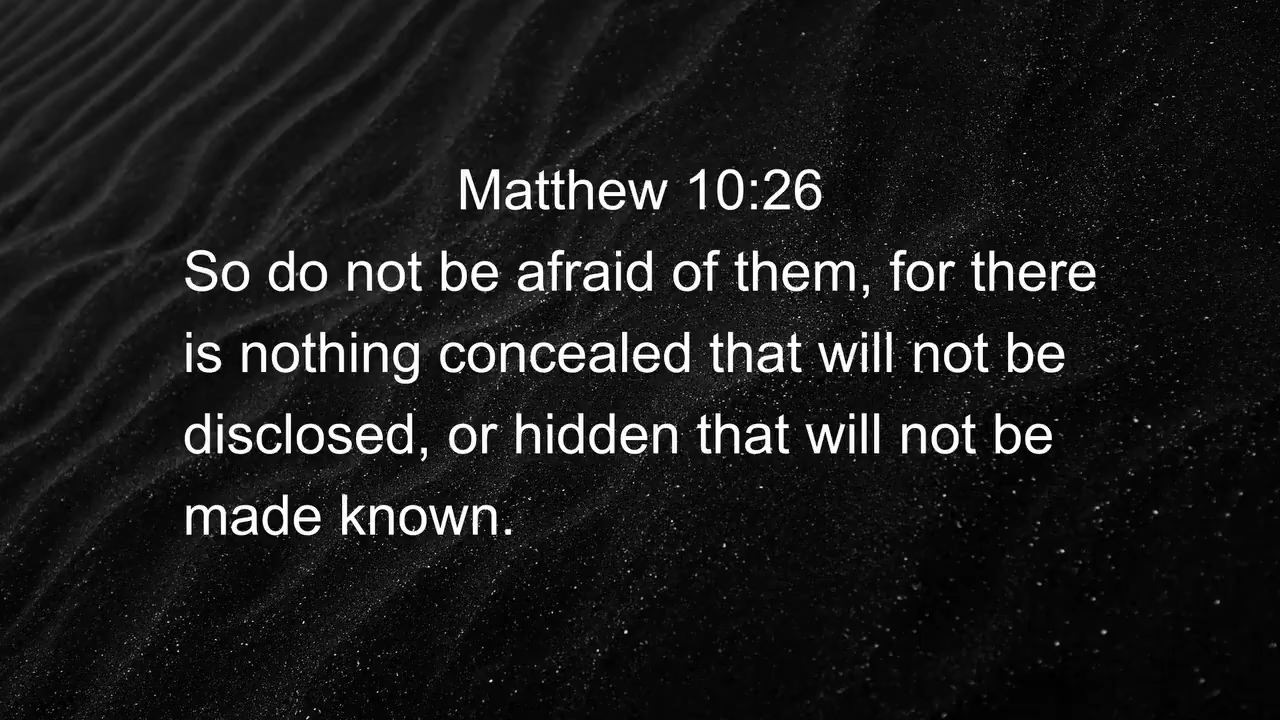 Matthew 10:26
So do not be afraid of them, for there
is nothing concealed that will not be
disclosed, or hidden that will not be
made known.